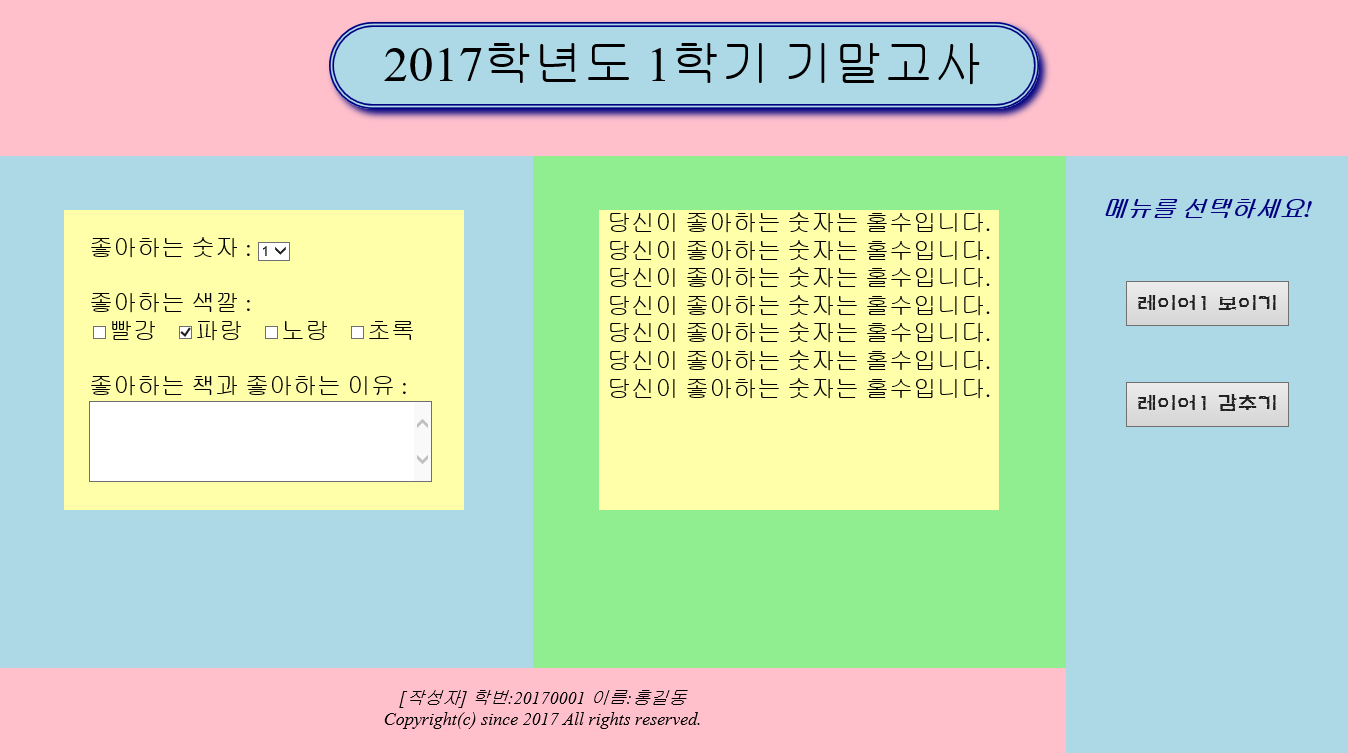 2017학년도 1학기 기말고사
좋아하는 숫자 : 1
좋아하는 색깔 :
빨강 파랑 노랑 초록
좋아하는 책과 좋아하는 이유 :
당신이 좋아하는 숫자는 홀수입니다.
당신이 좋아하는 숫자는 홀수입니다.
당신이 좋아하는 숫자는 홀수입니다.
당신이 좋아하는 숫자는 홀수입니다.
당신이 좋아하는 숫자는 홀수입니다.
당신이 좋아하는 숫자는 홀수입니다.
당신이 좋아하는 숫자는 홀수입니다.
메뉴를 선택하세요!
레이어1 보이기
레이어1 감추기
[작성자] 학번:20170001 이름:홍길동
Copyright(c) since 2017 All rights reserved.